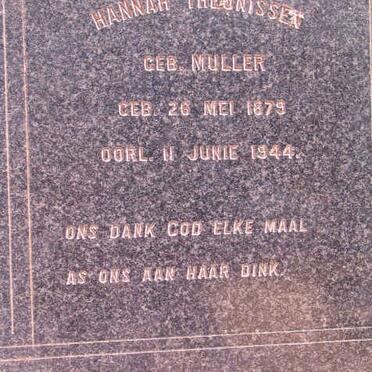 HANNAH THEUNISSEN
GEB. MULLER
GEB. 26 MEI 1879
OORL. 11 JUNIE 1944.
ONS DANK GOD ELKE MAAL
AS ONS AAN HAAR DINK.